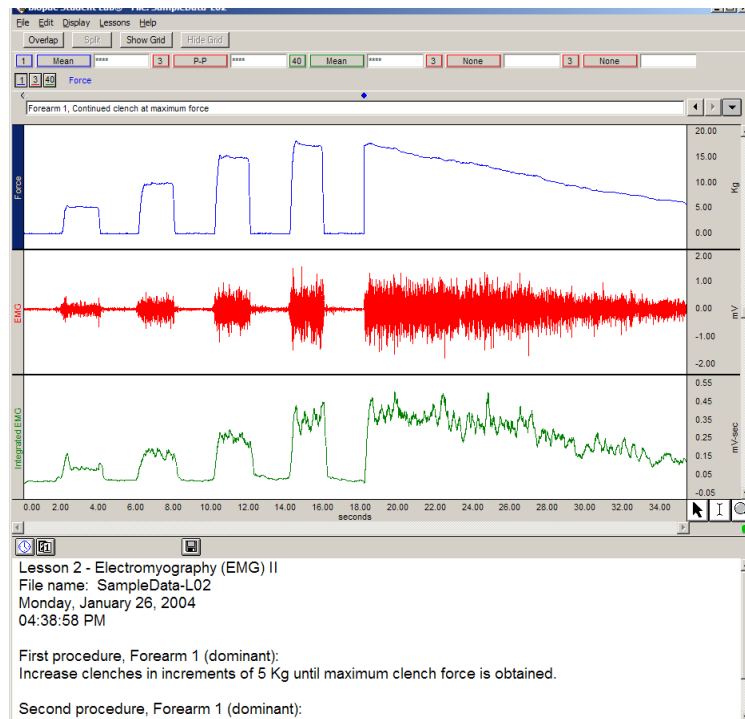 Biopac Student Lab® - File: SampleData-L02
File Edit Display Lessons Help
Overlap Split Show Grid Hide Grid
1 Mean **** 3 P-P **** 40 Mean **** 3 None 3 None
1 3 40 Force
Forearm 1, Continued clench at maximum force
Force
20.00
15.00
10.00
5.00
0.00
Kg
EMG
2.00
1.00
0.00
-1.00
-2.00
mV
Integrated EMG
0.55
0.45
0.35
0.25
0.15
0.05
-0.05
mV-sec
0.00 2.00 4.00 6.00 8.00 10.00 12.00 14.00 16.00 18.00 20.00 22.00 24.00 26.00 28.00 30.00 32.00 34.00
seconds
Lesson 2 - Electromyography (EMG) II
File name: SampleData-L02
Monday, January 26, 2004
04:38:58 PM
First procedure, Forearm 1 (dominant):
Increase clenches in increments of 5 Kg until maximum clench force is obtained.
Second procedure, Forearm 1 (dominant):